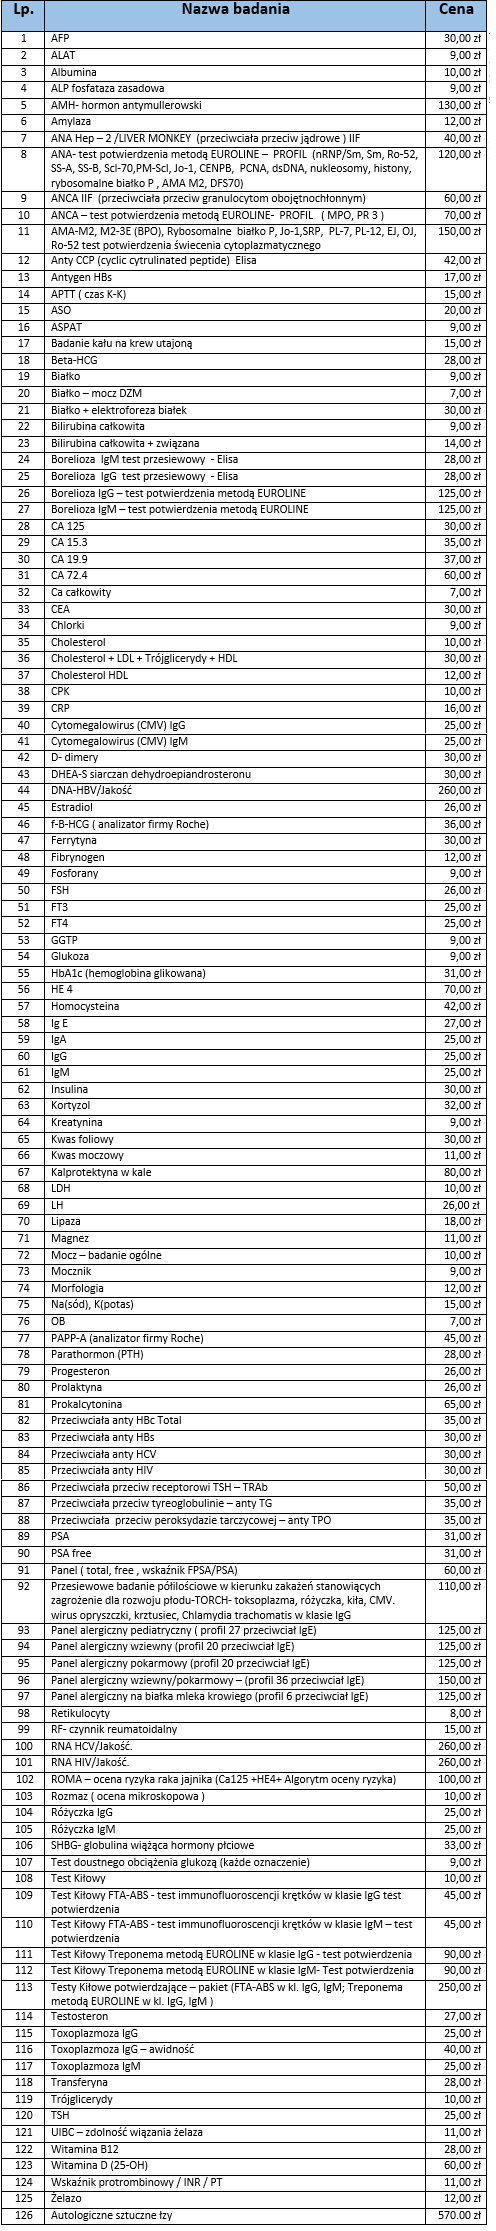 Lp. Nazwa badania Cena
1 AFP 30,00 zł
2 ALAT 9,00 zł
3 Albumina 10,00 zł
4 ALP fosfataza zasadowa 9,00 zł
5 AMH- hormon antymullerowski 130,00 zł
6 Amylaza 12,00 zł
7 ANA Hep – 2 /LIVER MONKEY (przeciwciała przeciw jądrowe ) IIF 40,00 zł
8 ANA- test potwierdzenia metodą EUROLINE – PROFIL (nRNP/Sm, Sm, Ro-52, 120,00 zł
SS-A, SS-B, Scl-70,PM-Scl, Jo-1, CENPB, PCNA, dsDNA, nukleosomy, histony,
rybosomalne białko P , AMA M2, DFS70)
9 ANCA IIF (przeciwciała przeciw granulocytom obojętnochłonnym) 60,00 zł
10 ANCA – test potwierdzenia metodą EUROLINE- PROFIL ( MPO, PR 3 ) 70,00 zł
11 AMA-M2, M2-3E (BPO), Rybosomalne białko P, Jo-1,SRP, PL-7, PL-12, EJ, OJ, 150,00 zł
Ro-52 test potwierdzenia świecenia cytoplazmatycznego
12 Anty CCP (cyclic cytrulinated peptide) Elisa 42,00 zł
13 Antygen HBs 17,00 zł
14 APTT ( czas K-K) 15,00 zł
15 ASO 20,00 zł
16 ASPAT 9,00 zł
17 Badanie kału na krew utajoną 15,00 zł
18 Beta-HCG 28,00 zł
19 Białko 9,00 zł
20 Białko – mocz DZM 7,00 zł
21 Białko + elektroforeza białek 30,00 zł
22 Bilirubina całkowita 9,00 zł
23 Bilirubina całkowita + związana 14,00 zł
24 Borelioza IgM test przesiewowy - Elisa 28,00 zł
25 Borelioza IgG test przesiewowy - Elisa 28,00 zł
26 Borelioza IgG – test potwierdzenia metodą EUROLINE 125,00 zł
27 Borelioza IgM – test potwierdzenia metodą EUROLINE 125,00 zł
28 CA 125 30,00 zł
29 CA 15.3 35,00 zł
30 CA 19.9 37,00 zł
31 CA 72.4 60,00 zł
32 Ca całkowity 7,00 zł
33 CEA 30,00 zł
34 Chlorki 9,00 zł
35 Cholesterol 10,00 zł
36 Cholesterol + LDL + Trójglicerydy + HDL 30,00 zł
37 Cholesterol HDL 12,00 zł
38 CPK 10,00 zł
39 CRP 16,00 zł
40 Cytomegalowirus (CMV) IgG 25,00 zł
41 Cytomegalowirus (CMV) IgM 25,00 zł
42 D- dimery 30,00 zł
43 DHEA-S siarczan dehydroepiandrosteronu 30,00 zł
44 DNA-HBV/Jakość 260,00 zł
45 Estradiol 26,00 zł
46 f-B-HCG ( analizator firmy Roche) 36,00 zł
47 Ferrytyna 30,00 zł
48 Fibrynogen 12,00 zł
49 Fosforany 9,00 zł
50 FSH 26,00 zł
51 FT3 25,00 zł
52 FT4 25,00 zł
53 GGTP 9,00 zł
54 Glukoza 9,00 zł
55 HbA1c (hemoglobina glikowana) 31,00 zł
56 HE 4 70,00 zł
57 Homocysteina 42,00 zł
58 Ig E 27,00 zł
59 IgA 25,00 zł
60 IgG 25,00 zł
61 IgM 25,00 zł
62 Insulina 30,00 zł
63 Kortyzol 32,00 zł
64 Kreatynina 9,00 zł
65 Kwas foliowy 30,00 zł
66 Kwas moczowy 11,00 zł
67 Kalprotektyna w kale 80,00 zł
68 LDH 10,00 zł
69 LH 26,00 zł
70 Lipaza 18,00 zł
71 Magnez 11,00 zł
72 Mocz – badanie ogólne 10,00 zł
73 Mocznik 9,00 zł
74 Morfologia 12,00 zł
75 Na(sód), K(potas) 15,00 zł
76 OB 7,00 zł
77 PAPP-A (analizator firmy Roche) 45,00 zł
78 Parathormon (PTH) 28,00 zł
79 Progesteron 26,00 zł
80 Prolaktyna 26,00 zł
81 Prokalcytonina 65,00 zł
82 Przeciwciała anty HBc Total 35,00 zł
83 Przeciwciała anty HBs 30,00 zł
84 Przeciwciała anty HCV 30,00 zł
85 Przeciwciała anty HIV 30,00 zł
86 Przeciwciała przeciw receptorowi TSH – TRAb 50,00 zł
87 Przeciwciała przeciw tyreoglobulinie – anty TG 35,00 zł
88 Przeciwciała przeciw peroksydazie tarczycowej – anty TPO 35,00 zł
89 PSA 31,00 zł
90 PSA free 31,00 zł
91 Panel ( total, free , wskaźnik FPSA/PSA) 60,00 zł
92 Przesiewowe badanie półilościowe w kierunku zakażeń stanowiących 110,00 zł
zagrożenie dla rozwoju płodu-TORCH- toksoplazma, różyczka, kiła, CMV.
wirus opryszczki, krztusiec, Chlamydia trachomatis w klasie IgG
93 Panel alergiczny pediatryczny ( profil 27 przeciwciał IgE) 125,00 zł
94 Panel alergiczny wziewny (profil 20 przeciwciał IgE) 125,00 zł
95 Panel alergiczny pokarmowy (profil 20 przeciwciał IgE) 125,00 zł
96 Panel alergiczny wziewny/pokarmowy – (profil 36 przeciwciał IgE) 150,00 zł
97 Panel alergiczny na białka mleka krowiego (profil 6 przeciwciał IgE) 125,00 zł
98 Retikulocyty 8,00 zł
99 RF- czynnik reumatoidalny 15,00 zł
100 RNA HCV/Jakość. 260,00 zł
101 RNA HIV/Jakość. 260,00 zł
102 ROMA – ocena ryzyka raka jajnika (Ca125 +HE4+ Algorytm oceny ryzyka) 100,00 zł
103 Rozmaz ( ocena mikroskopowa ) 10,00 zł
104 Różyczka IgG 25,00 zł
105 Różyczka IgM 25,00 zł
106 SHBG- globulina wiążąca hormony płciowe 33,00 zł
107 Test doustnego obciążenia glukozą (każde oznaczenie) 9,00 zł
108 Test Kiłowy 10,00 zł
109 Test Kiłowy FTA-ABS - test immunofluroscencji krętków w klasie IgG test 45,00 zł
potwierdzenia
110 Test Kiłowy FTA-ABS - test immunofluroscencji krętków w klasie IgM – test 45,00 zł
potwierdzenia
111 Test Kiłowy Treponema metodą EUROLINE w klasie IgG - test potwierdzenia 90,00 zł
112 Test Kiłowy Treponema metodą EUROLINE w klasie IgM- Test potwierdzenia 90,00 zł
113 Testy Kiłowe potwierdzające – pakiet (FTA-ABS w kl. IgG, IgM; Treponema 250,00 zł
metodą EUROLINE w kl. IgG, IgM )
114 Testosteron 27,00 zł
115 Toxoplazmoza IgG 25,00 zł
116 Toxoplazmoza IgG – awidność 40,00 zł
117 Toxoplazmoza IgM 25,00 zł
118 Transferyna 28,00 zł
119 Trójglicerydy 10,00 zł
120 TSH 25,00 zł
121 UIBC – zdolność wiązania żelaza 11,00 zł
122 Witamina B12 28,00 zł
123 Witamina D (25-OH) 60,00 zł
124 Wskaźnik protrombinowy / INR / PT 11,00 zł
125 Żelazo 12,00 zł
126 Autologiczne sztuczne łzy 570.00 zł